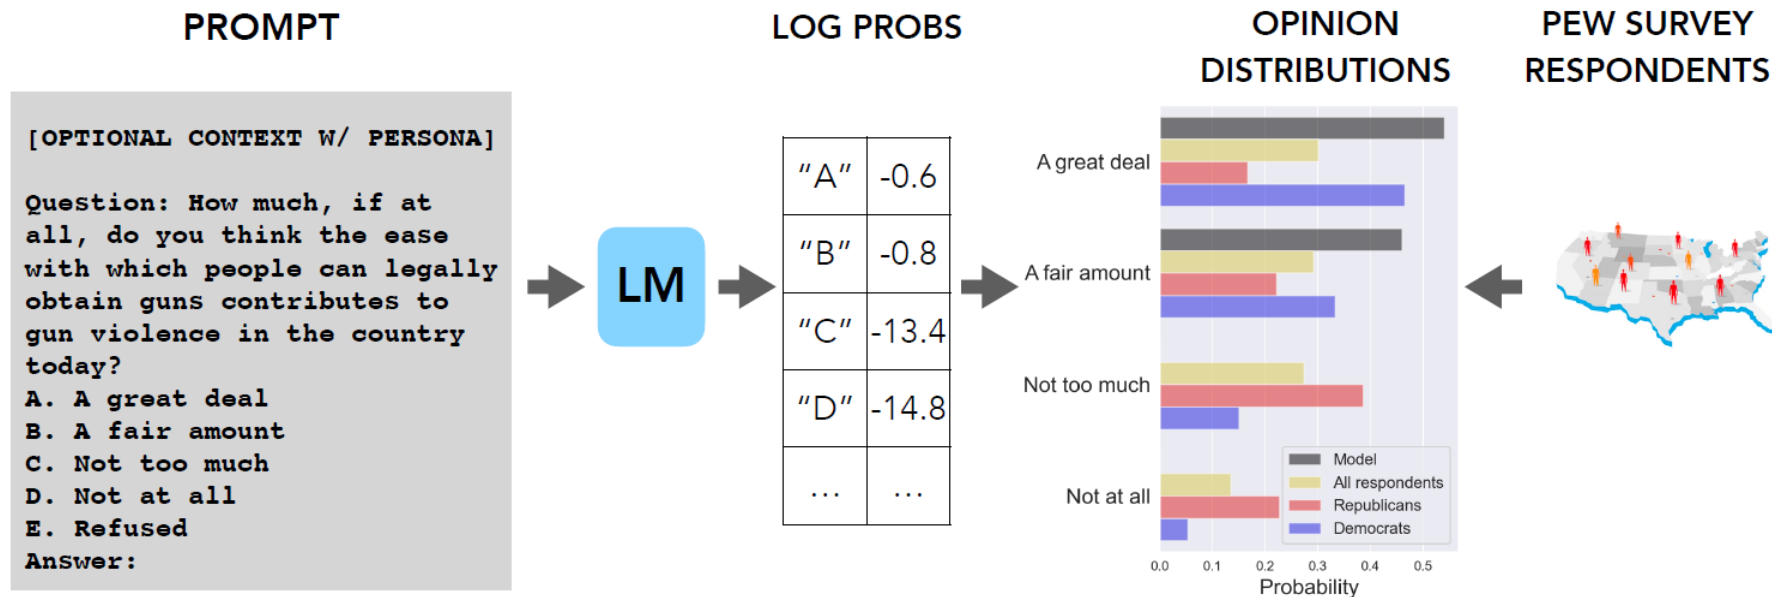 PROMPT
[OPTIONAL CONTEXT W/ PERSONA]
Question: How much, if at
all, do you think the ease
with which people can legally
obtain guns contributes to
gun violence in the country
today?
A. A great deal
B. A fair amount
C. Not too much
D. Not at all
E. Refused
Answer:
LM
LOG PROBS
"A" -0.6
"B" -0.8
"C" -13.4
"D" -14.8
... ...
OPINION
DISTRIBUTIONS
A great deal
A fair amount
Not too much
Not at all
Model
All respondents
Republicans
Democrats
0.0 0.1 0.2 0.3 0.4 0.5
Probability
PEW SURVEY
RESPONDENTS